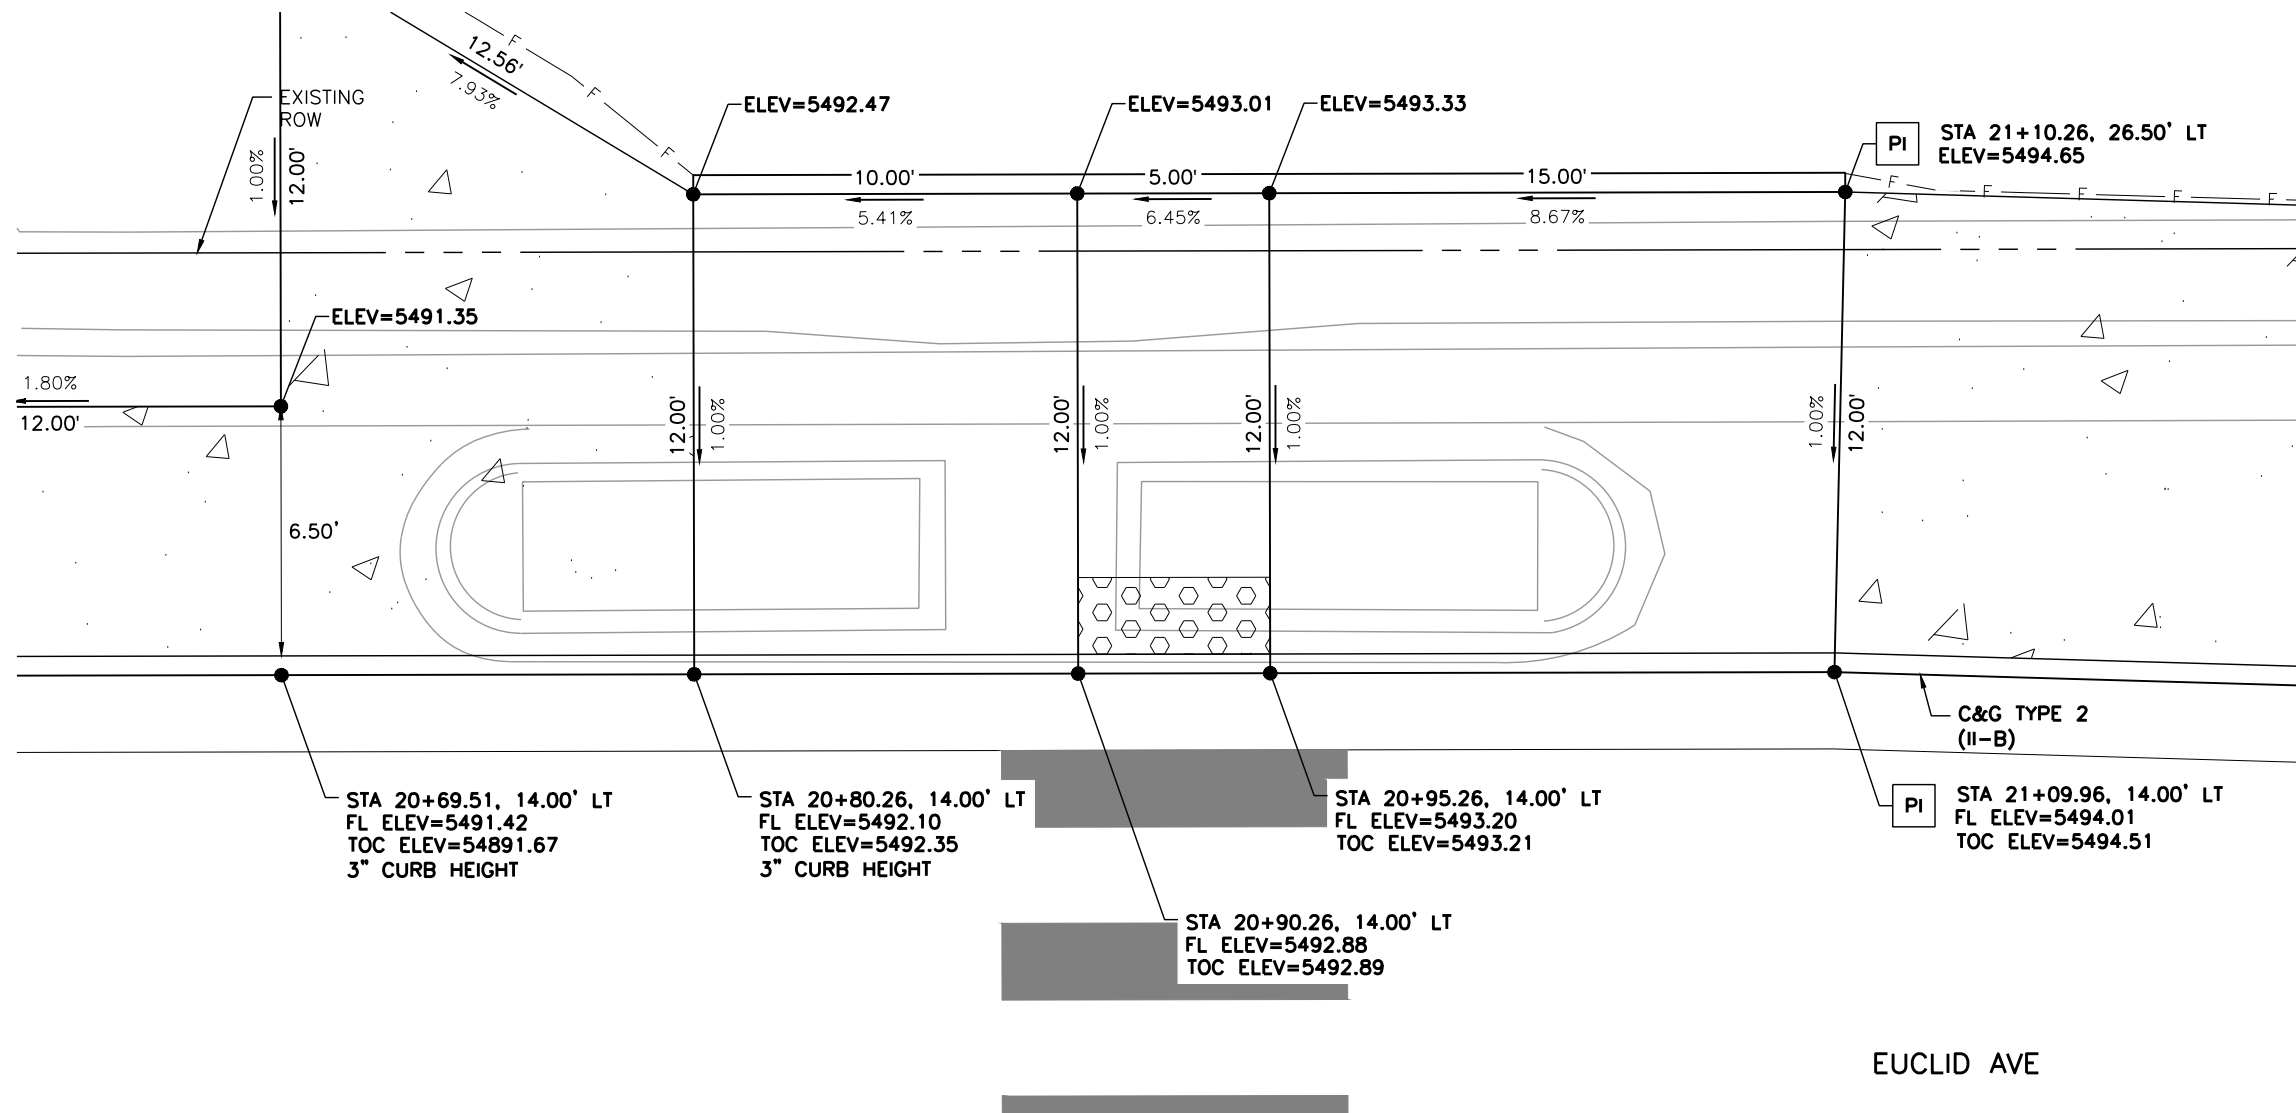 F
12.56'
7.93%
F
F
EXISTING
ROW
1.00%
12.00'
ELEV=5492.47
ELEV=5493.01
ELEV=5493.33
PI
STA 21+10.26, 26.50' LT
ELEV=5494.65
10.00'
5.41%
5.00'
6.45%
15.00'
8.67%
F
F
F
F
F
ELEV=5491.35
1.80%
12.00'
12.00'
1.00%
12.00'
1.00%
12.00'
1.00%
1.00%
12.00'
6.50'
C&G TYPE 2
(II-B)
STA 20+69.51, 14.00' LT
FL ELEV=5491.42
TOC ELEV=54891.67
3" CURB HEIGHT
STA 20+80.26, 14.00' LT
FL ELEV=5492.10
TOC ELEV=5492.35
3" CURB HEIGHT
STA 20+95.26, 14.00' LT
FL ELEV=5493.20
TOC ELEV=5493.21
PI
STA 21+09.96, 14.00' LT
FL ELEV=5494.01
TOC ELEV=5494.51
STA 20+90.26, 14.00' LT
FL ELEV=5492.88
TOC ELEV=5492.89
EUCLID AVE